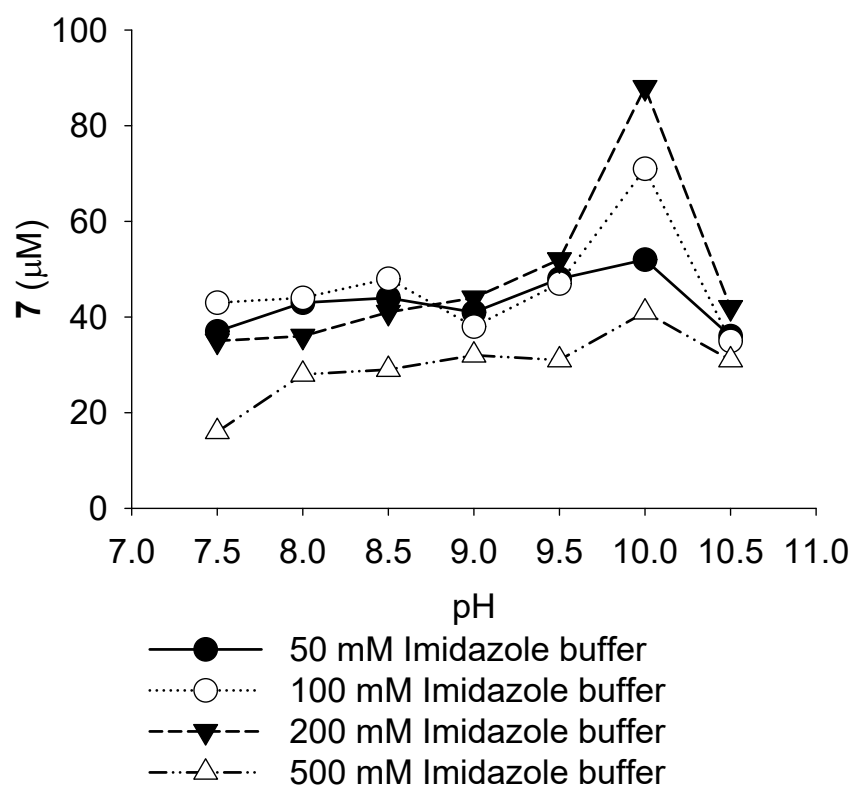 100
80
60
40
20
0
7 (μM)
7.0 7.5 8.0 8.5 9.0 9.5 10.0 10.5 11.0
pH
50 mM Imidazole buffer
100 mM Imidazole buffer
200 mM Imidazole buffer
500 mM Imidazole buffer